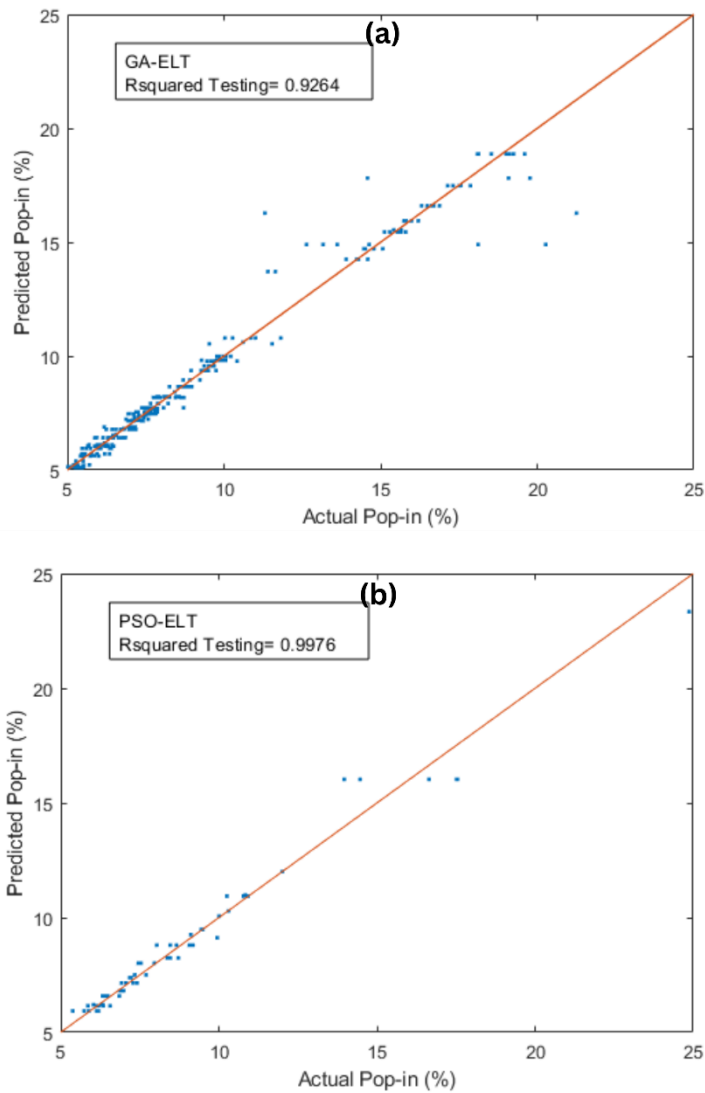 (a)
GA-ELT
Rsquared Testing= 0.9264
25
20
15
10
5
Predicted Pop-in (%)
5 10 15 20 25
Actual Pop-in (%)
(b)
PSO-ELT
Rsquared Testing= 0.9976
25
20
15
10
5
Predicted Pop-in (%)
5 10 15 20 25
Actual Pop-in (%)